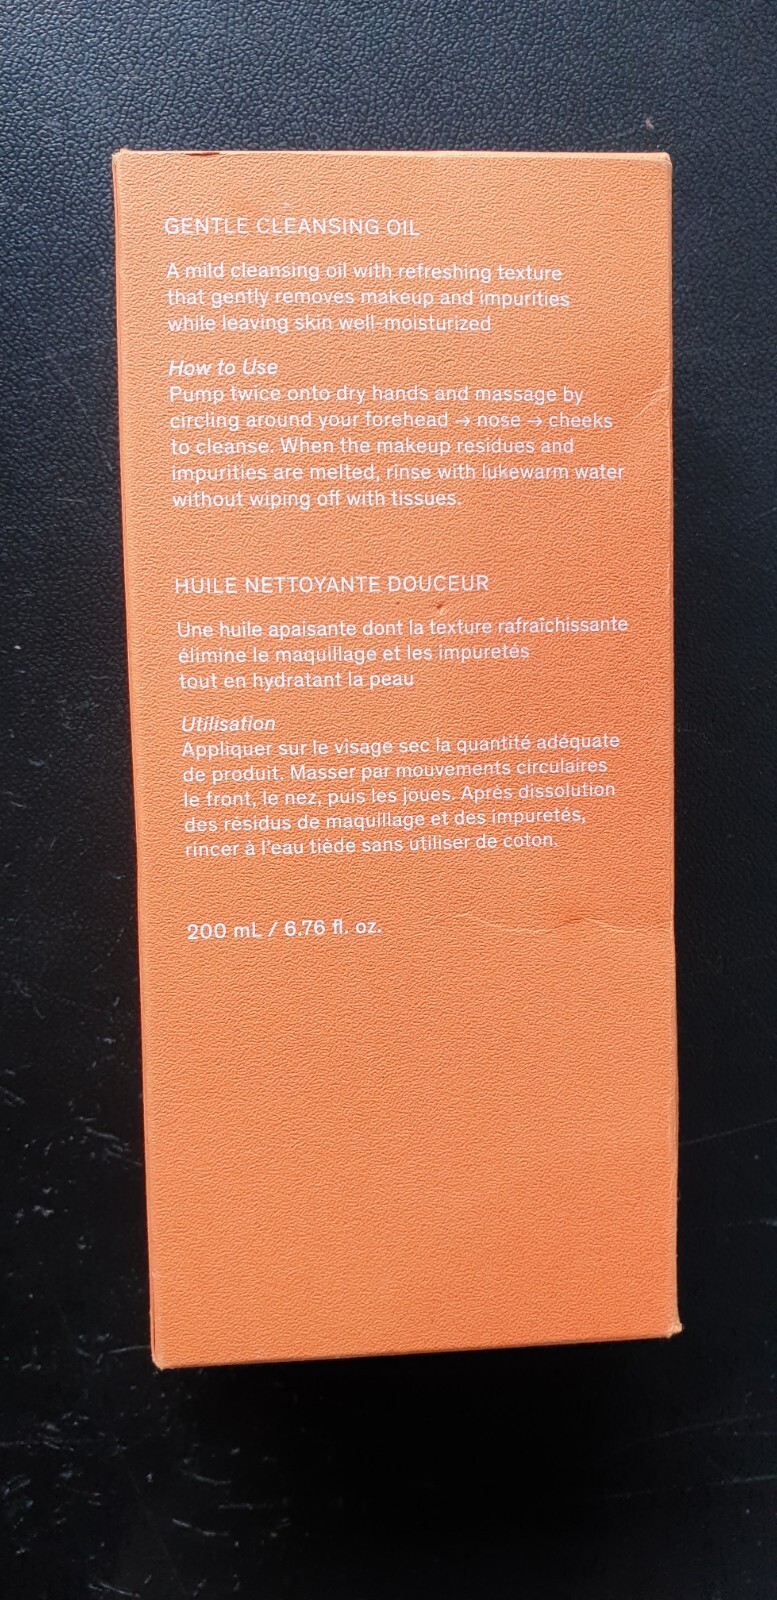 GENTLE CLEANSING OIL
A mild cleansing oil with refreshing texture
that gently removes makeup and impurities
while leaving skin well-moisturized
How to Use
Pump twice onto dry hands and massage by
circling around your forehead → nose → cheeks
to cleanse. When the makeup residues and
impurities are melted, rinse with lukewarm water
without wiping off with tissues.
HUILE NETTOYANTE DOUCEUR
Une huile apaisante dont la texture rafraîchissante
élimine le maquillage et les impuretés
tout en hydratant la peau
Utilisation
Appliquer sur le visage sec la quantité adéquate
de produit. Masser par mouvements circulaires
le front, le nez, puis les joues. Après dissolution
des résidus de maquillage et des impuretés,
rincer à l'eau tiède sans utiliser de coton.
200 mL / 6.76 fl. oz.